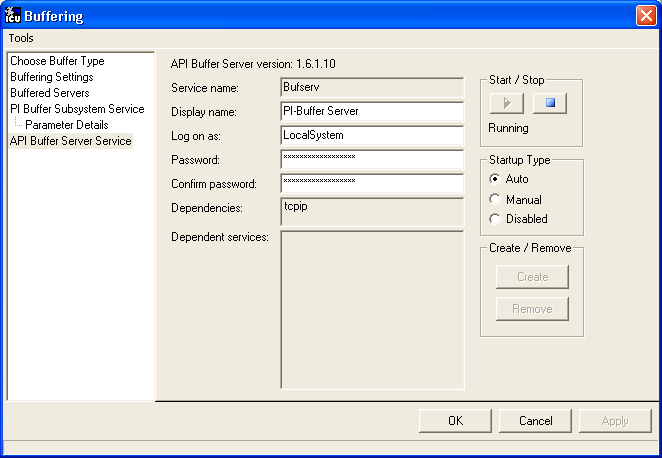 ICU Buffering
Tools
Choose Buffer Type
Buffering Settings
Buffered Servers
PI Buffer Subsystem Service
Parameter Details
API Buffer Server Service
API Buffer Server version: 1.6.1.10
Service name: Bufserv
Display name: PI-Buffer Server
Log on as: LocalSystem
Password: xxxxxxxxxxxxxxxxx
Confirm password: xxxxxxxxxxxxxxxxx
Dependencies: tcpip
Dependent services:
Start / Stop
Running
Startup Type
Auto
Manual
Disabled
Create / Remove
Create
Remove
OK Cancel Apply